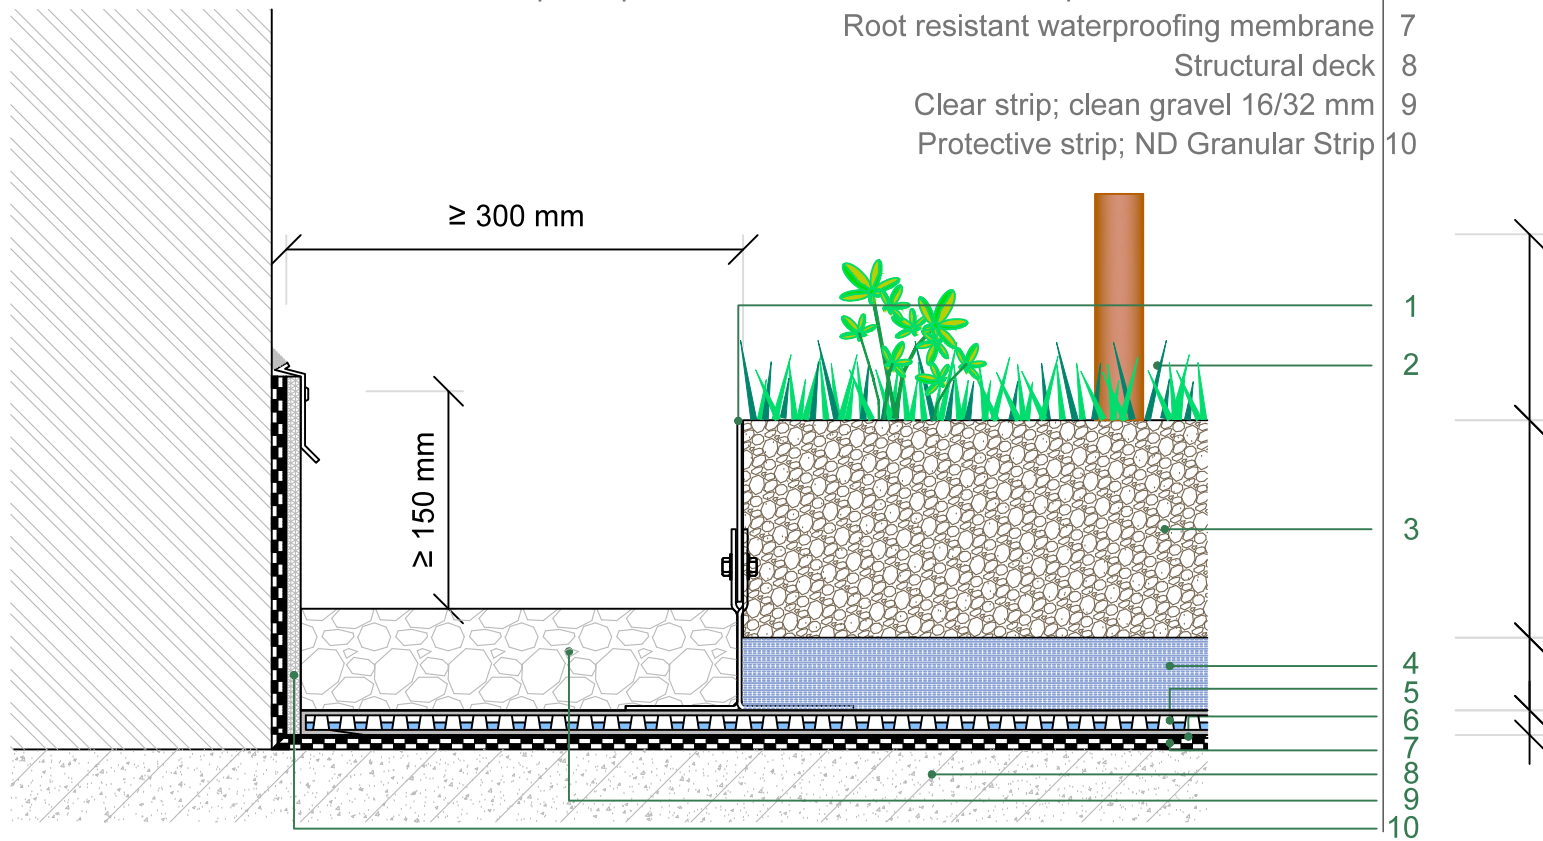 Root resistant waterproofing membrane 7
Structural deck 8
Clear strip; clean gravel 16/32 mm 9
Protective strip; ND Granular Strip 10
≥ 300 mm
≥ 150 mm
1
2
3
4
5
6
7
8
9
10